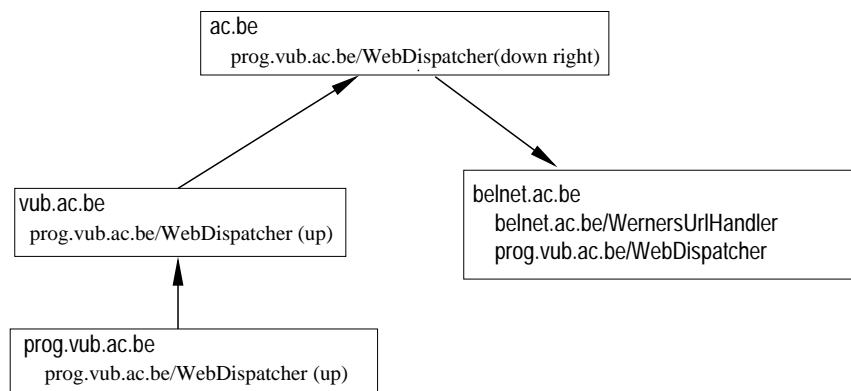 ac.be
prog.vub.ac.be/WebDispatcher(down right)
vub.ac.be
prog.vub.ac.be/WebDispatcher (up)
belnet.ac.be
belnet.ac.be/WernersUrlHandler
prog.vub.ac.be/WebDispatcher
prog.vub.ac.be
prog.vub.ac.be/WebDispatcher (up)